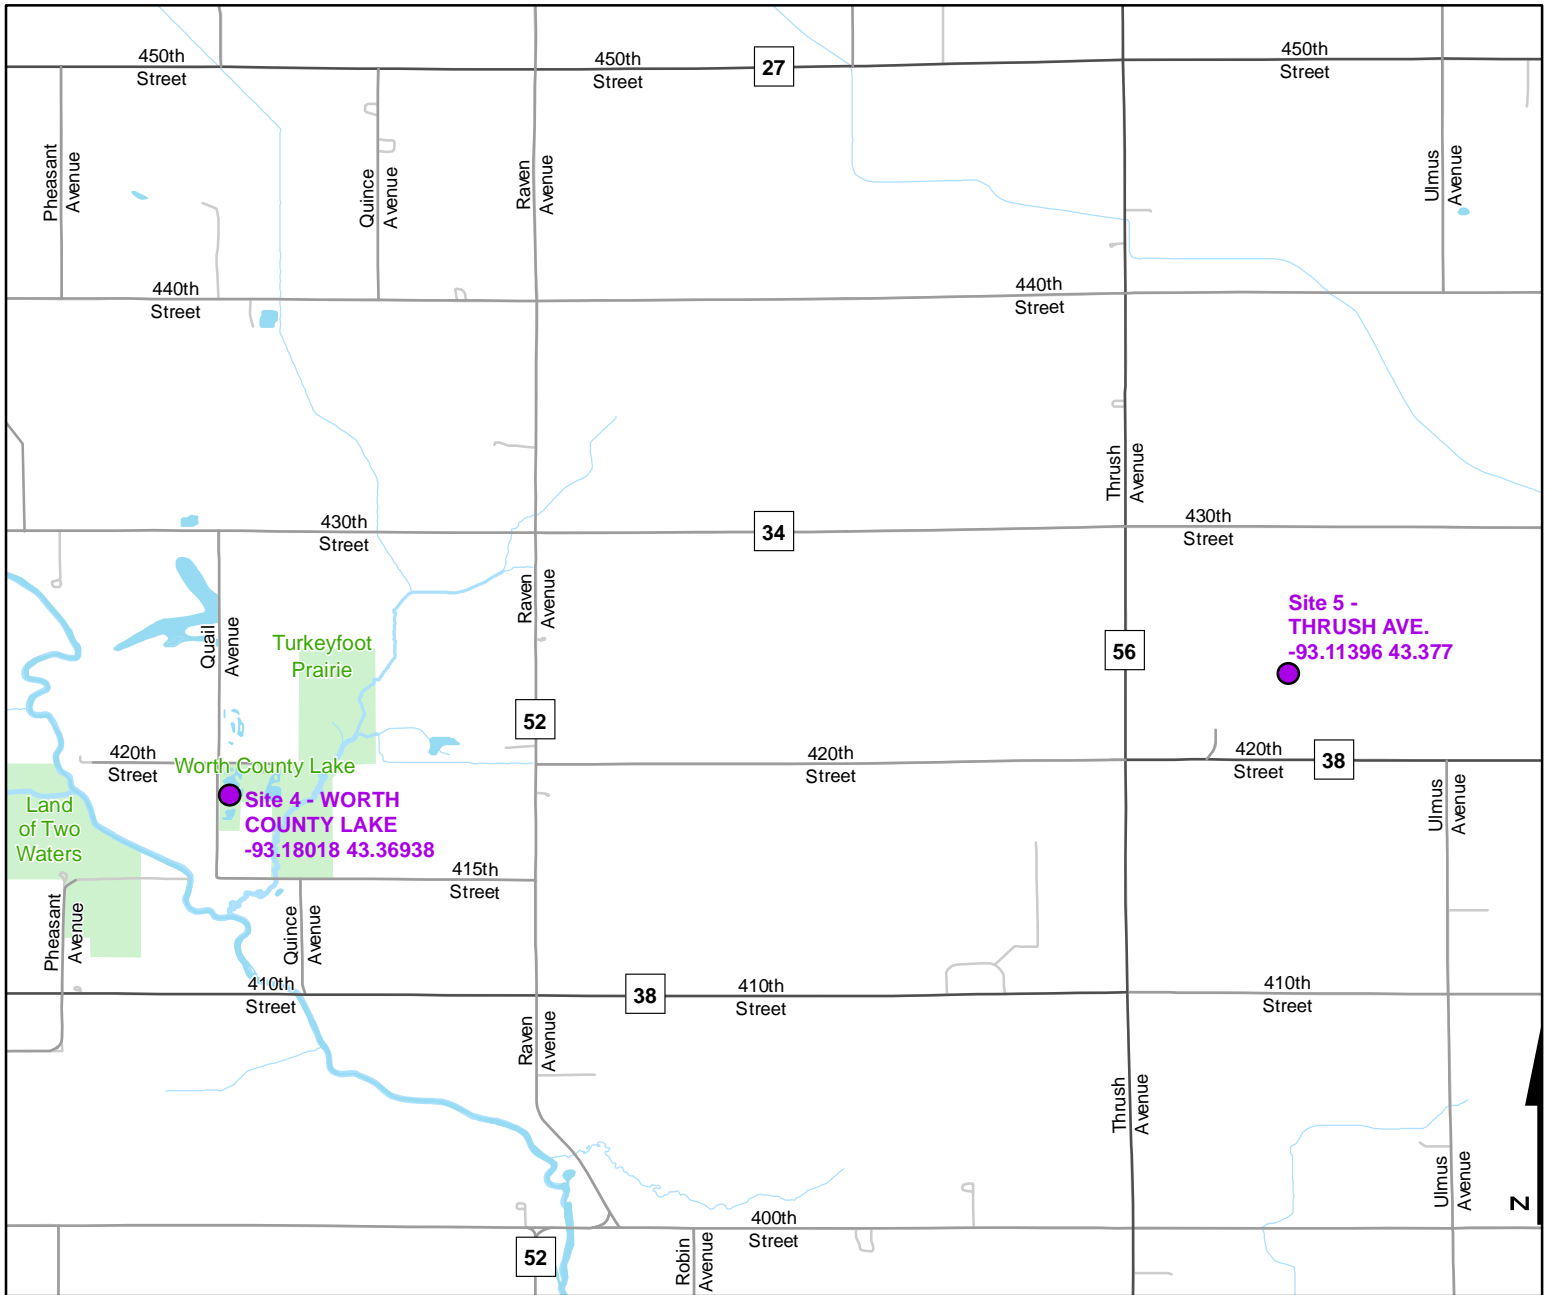 450th
Street
450th
Street
27
450th
Street
Pheasant
Avenue
Quince
Avenue
Raven
Avenue
Ulmus
Avenue
440th
Street
440th
Street
Thrush
Avenue
430th
Street
34
430th
Street
Raven
Avenue
Quail
Avenue
Turkeyfoot
Prairie
56
Site 5 -
THRUSH AVE.
-93.11396 43.377
52
420th
Street
Worth County Lake
420th
Street
420th
Street
38
Land
of Two
Waters
Site 4 - WORTH
COUNTY LAKE
-93.18018 43.36938
Ulmus
Avenue
415th
Street
Pheasant
Avenue
Quince
Avenue
410th
Street
38
410th
Street
410th
Street
Raven
Avenue
Thrush
Avenue
Ulmus
Avenue
N
400th
Street
52
Robin
Avenue